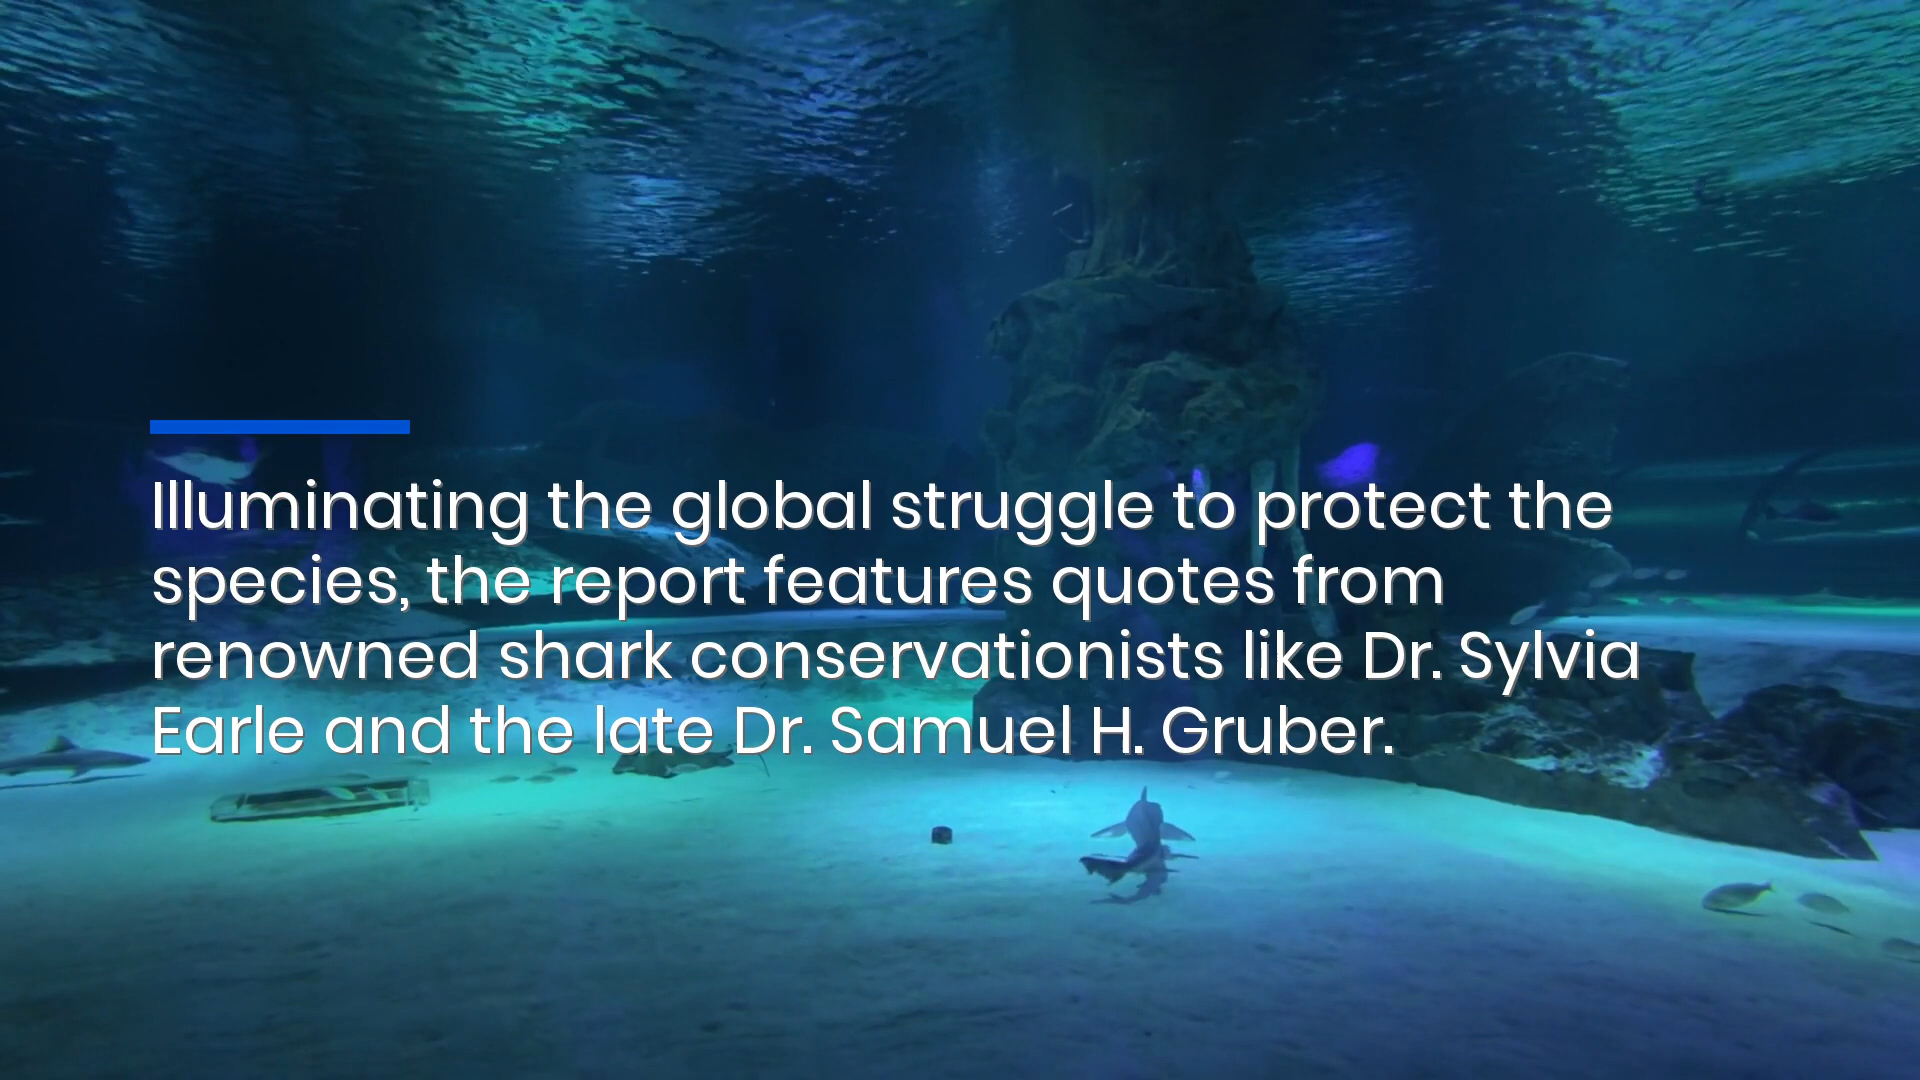 Illuminating the global struggle to protect the
species, the report features quotes from
renowned shark conservationists like Dr. Sylvia
Earle and the late Dr. Samuel H. Gruber.